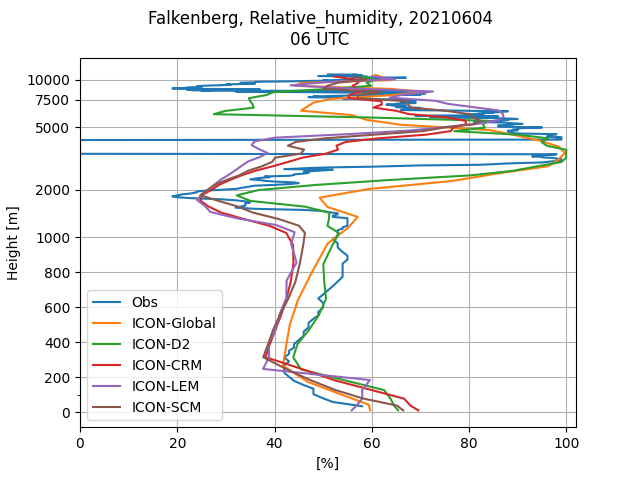 Falkenberg, Relative_humidity, 20210604
06 UTC
10000
7500
5000
2000
1000
800
600
400
200
0
Height [m]
Obs
ICON-Global
ICON-D2
ICON-CRM
ICON-LEM
ICON-SCM
0 20 40 60 80 100
[%]